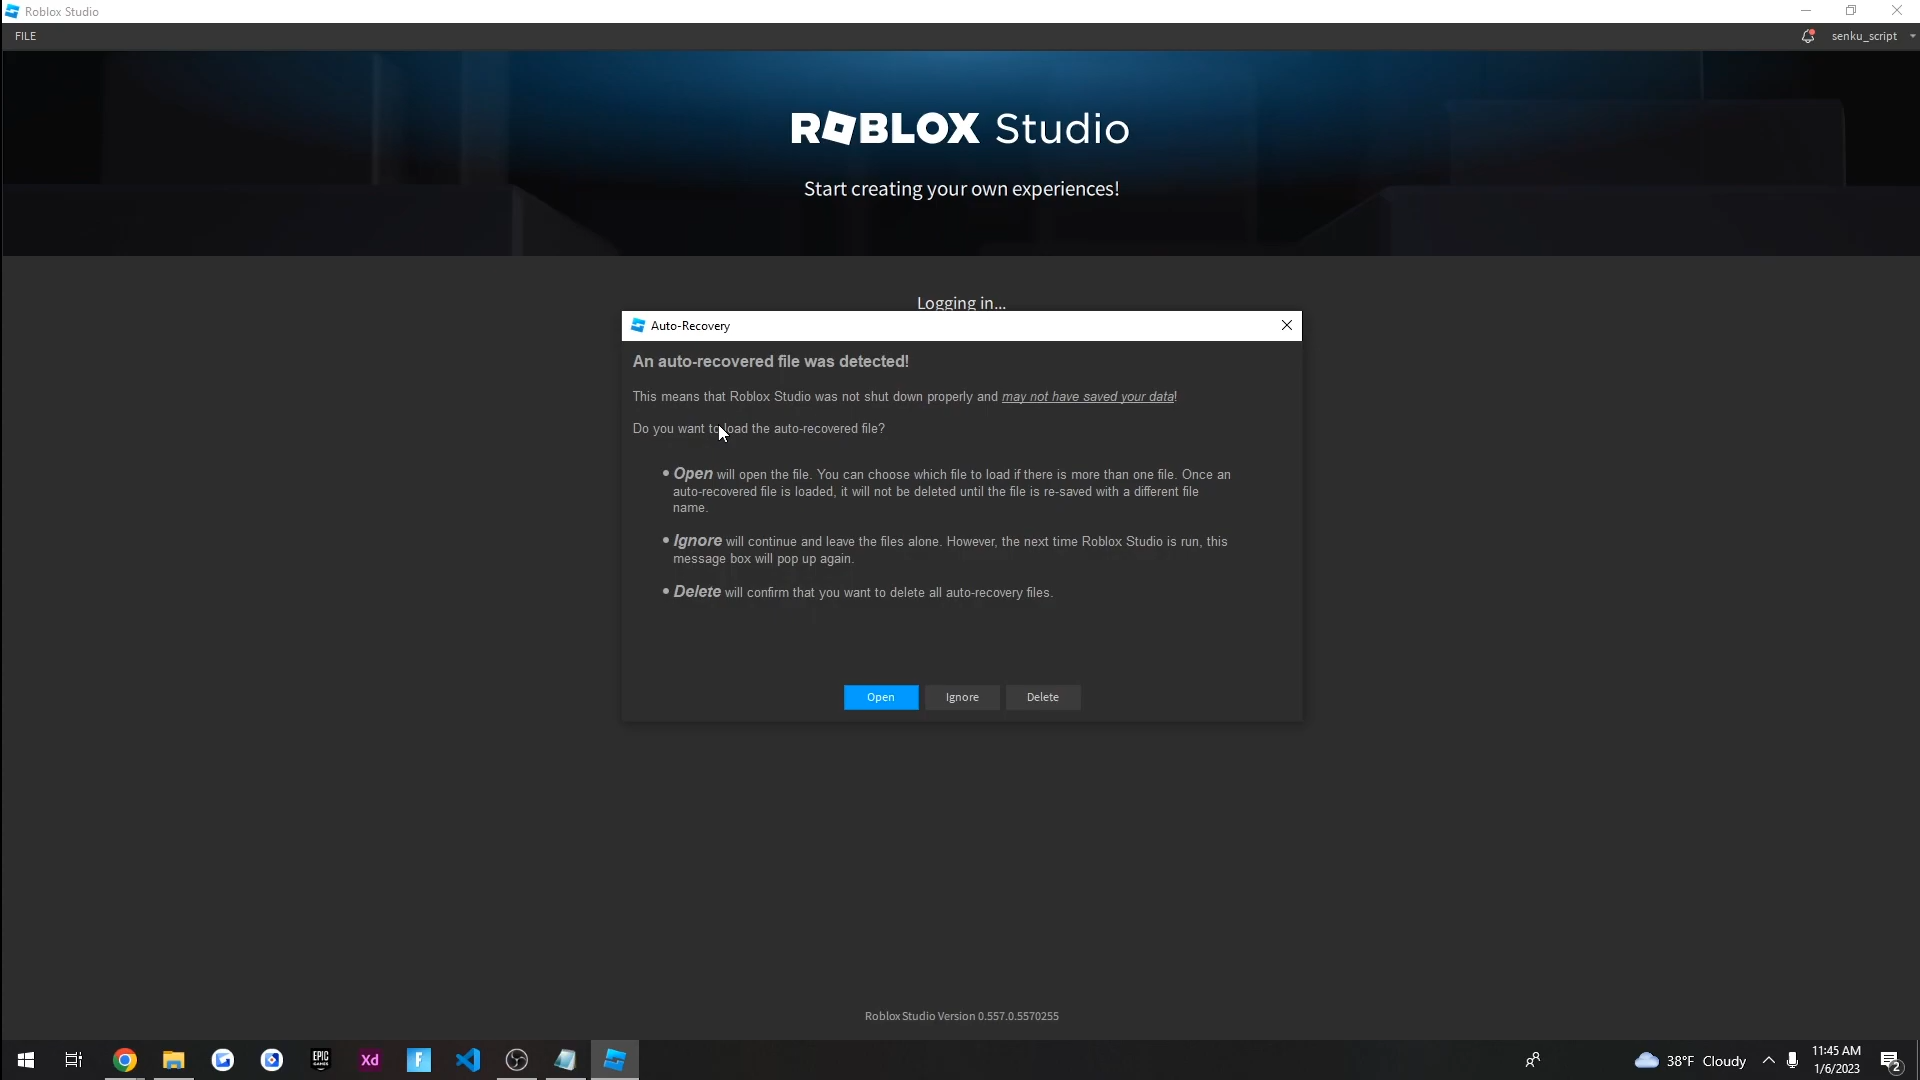 Roblox Studio
FILE
senku_script
ROBLOX Studio
Start creating your own experiences!
Logging in...
Auto-Recovery
An auto-recovered file was detected!
This means that Roblox Studio was not shut down properly and may not have saved your data!
Do you want to load the auto-recovered file?
• Open will open the file. You can choose which file to load if there is more than one file. Once an
auto-recovered file is loaded, it will not be deleted until the file is re-saved with a different file
name.
• Ignore will continue and leave the files alone. However, the next time Roblox Studio is run, this
message box will pop up again.
• Delete will confirm that you want to delete all auto-recovery files.
Open
Ignore
Delete
Roblox Studio Version 0.557.0.5570255
EPIC
GAMES
Xd
F
38°F Cloudy
11:45 AM
1/6/2023
2